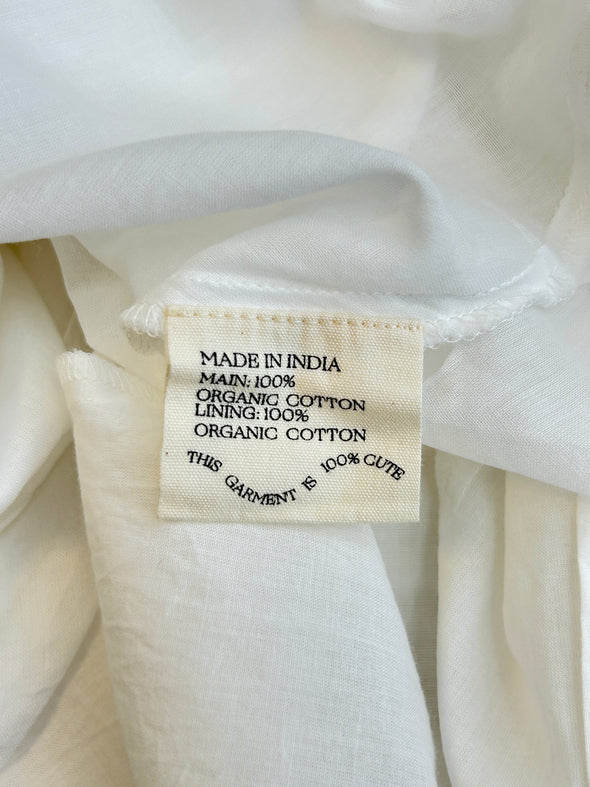 MADE IN INDIA
MAIN: 100%
ORGANIC COTTON
LINING: 100%
ORGANIC COTTON
THIS GARMENT IS 100% CUTE